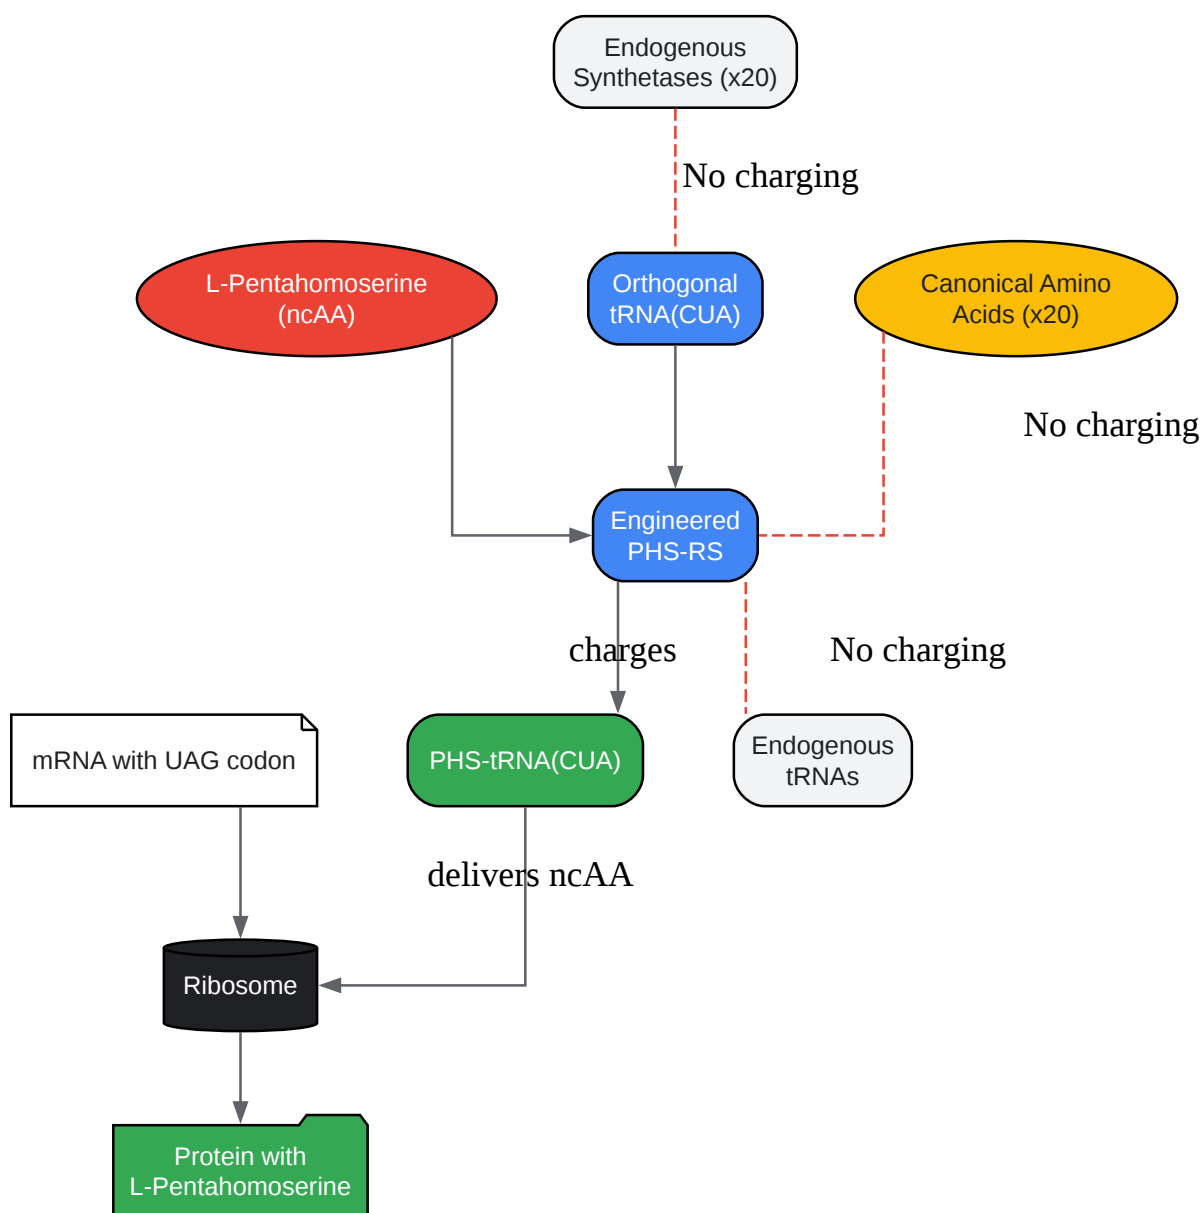 Endogenous
Synthetases (x20)
No charging
L-Pentahomoserine
(ncAA)
Orthogonal
tRNA(CUA)
Canonical Amino
Acids (x20)
No charging
Engineered
PHS-RS
charges
No charging
mRNA with UAG codon
PHS-tRNA(CUA)
Endogenous
tRNAs
delivers ncAA
Ribosome
Protein with
L-Pentahomoserine